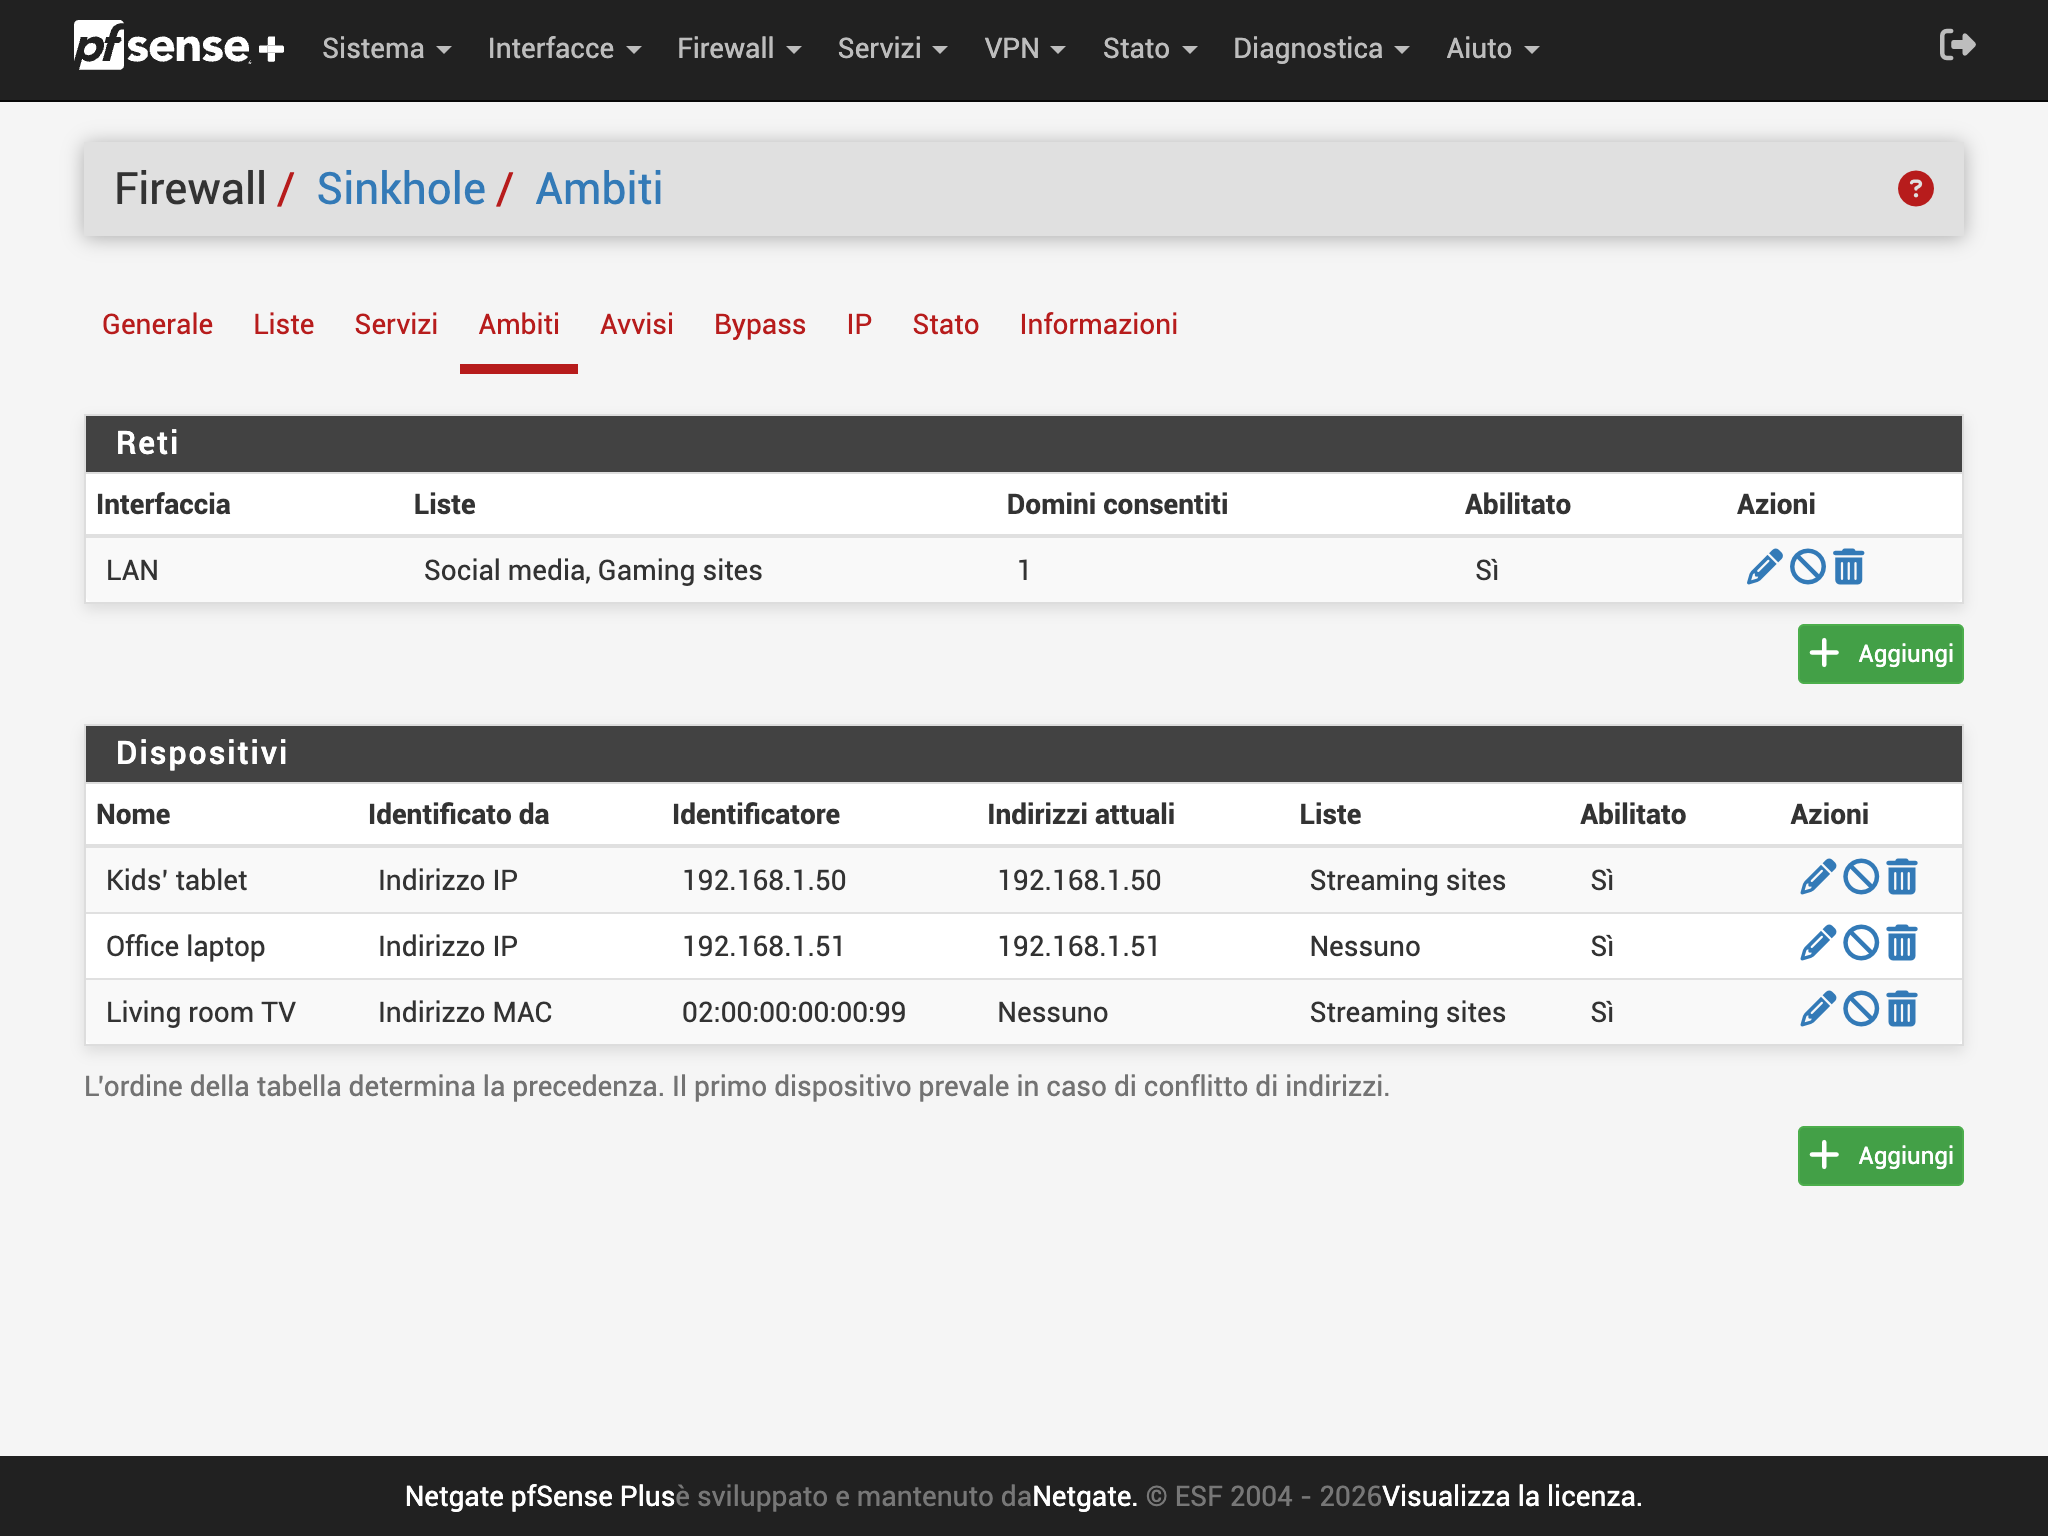 pfsense+ Sistema Interfacce Firewall Servizi VPN Stato Diagnostica Aiuto
Firewall / Sinkhole / Ambiti
?
Generale Liste Servizi Ambiti Avvisi Bypass IP Stato Informazioni
Reti
Interfaccia Liste Domini consentiti Abilitato Azioni
LAN Social media, Gaming sites 1 Sì
Aggiungi
Dispositivi
Nome Identificato da Identificatore Indirizzi attuali Liste Abilitato Azioni
Kids' tablet Indirizzo IP 192.168.1.50 192.168.1.50 Streaming sites Sì
Office laptop Indirizzo IP 192.168.1.51 192.168.1.51 Nessuno Sì
Living room TV Indirizzo MAC 02:00:00:00:00:99 Nessuno Streaming sites Sì
L'ordine della tabella determina la precedenza. Il primo dispositivo prevale in caso di conflitto di indirizzi.
Aggiungi
Netgate pfSense Plusè sviluppato e mantenuto daNetgate. © ESF 2004 - 2026Visualizza la licenza.